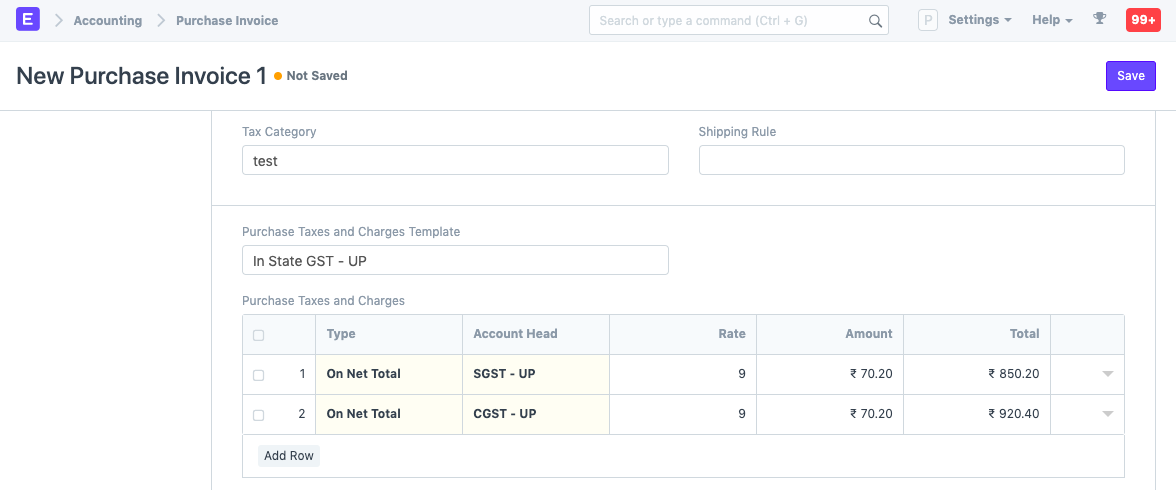 E Accounting Purchase Invoice Search or type a command (Ctrl + G) P Settings Help 99+
New Purchase Invoice 1 Not Saved Save
Tax Category Shipping Rule
test
Purchase Taxes and Charges Template
In State GST - UP
Purchase Taxes and Charges
Type Account Head Rate Amount Total
1 On Net Total SGST - UP 9 ₹ 70.20 ₹ 850.20
2 On Net Total CGST - UP 9 ₹ 70.20 ₹ 920.40
Add Row